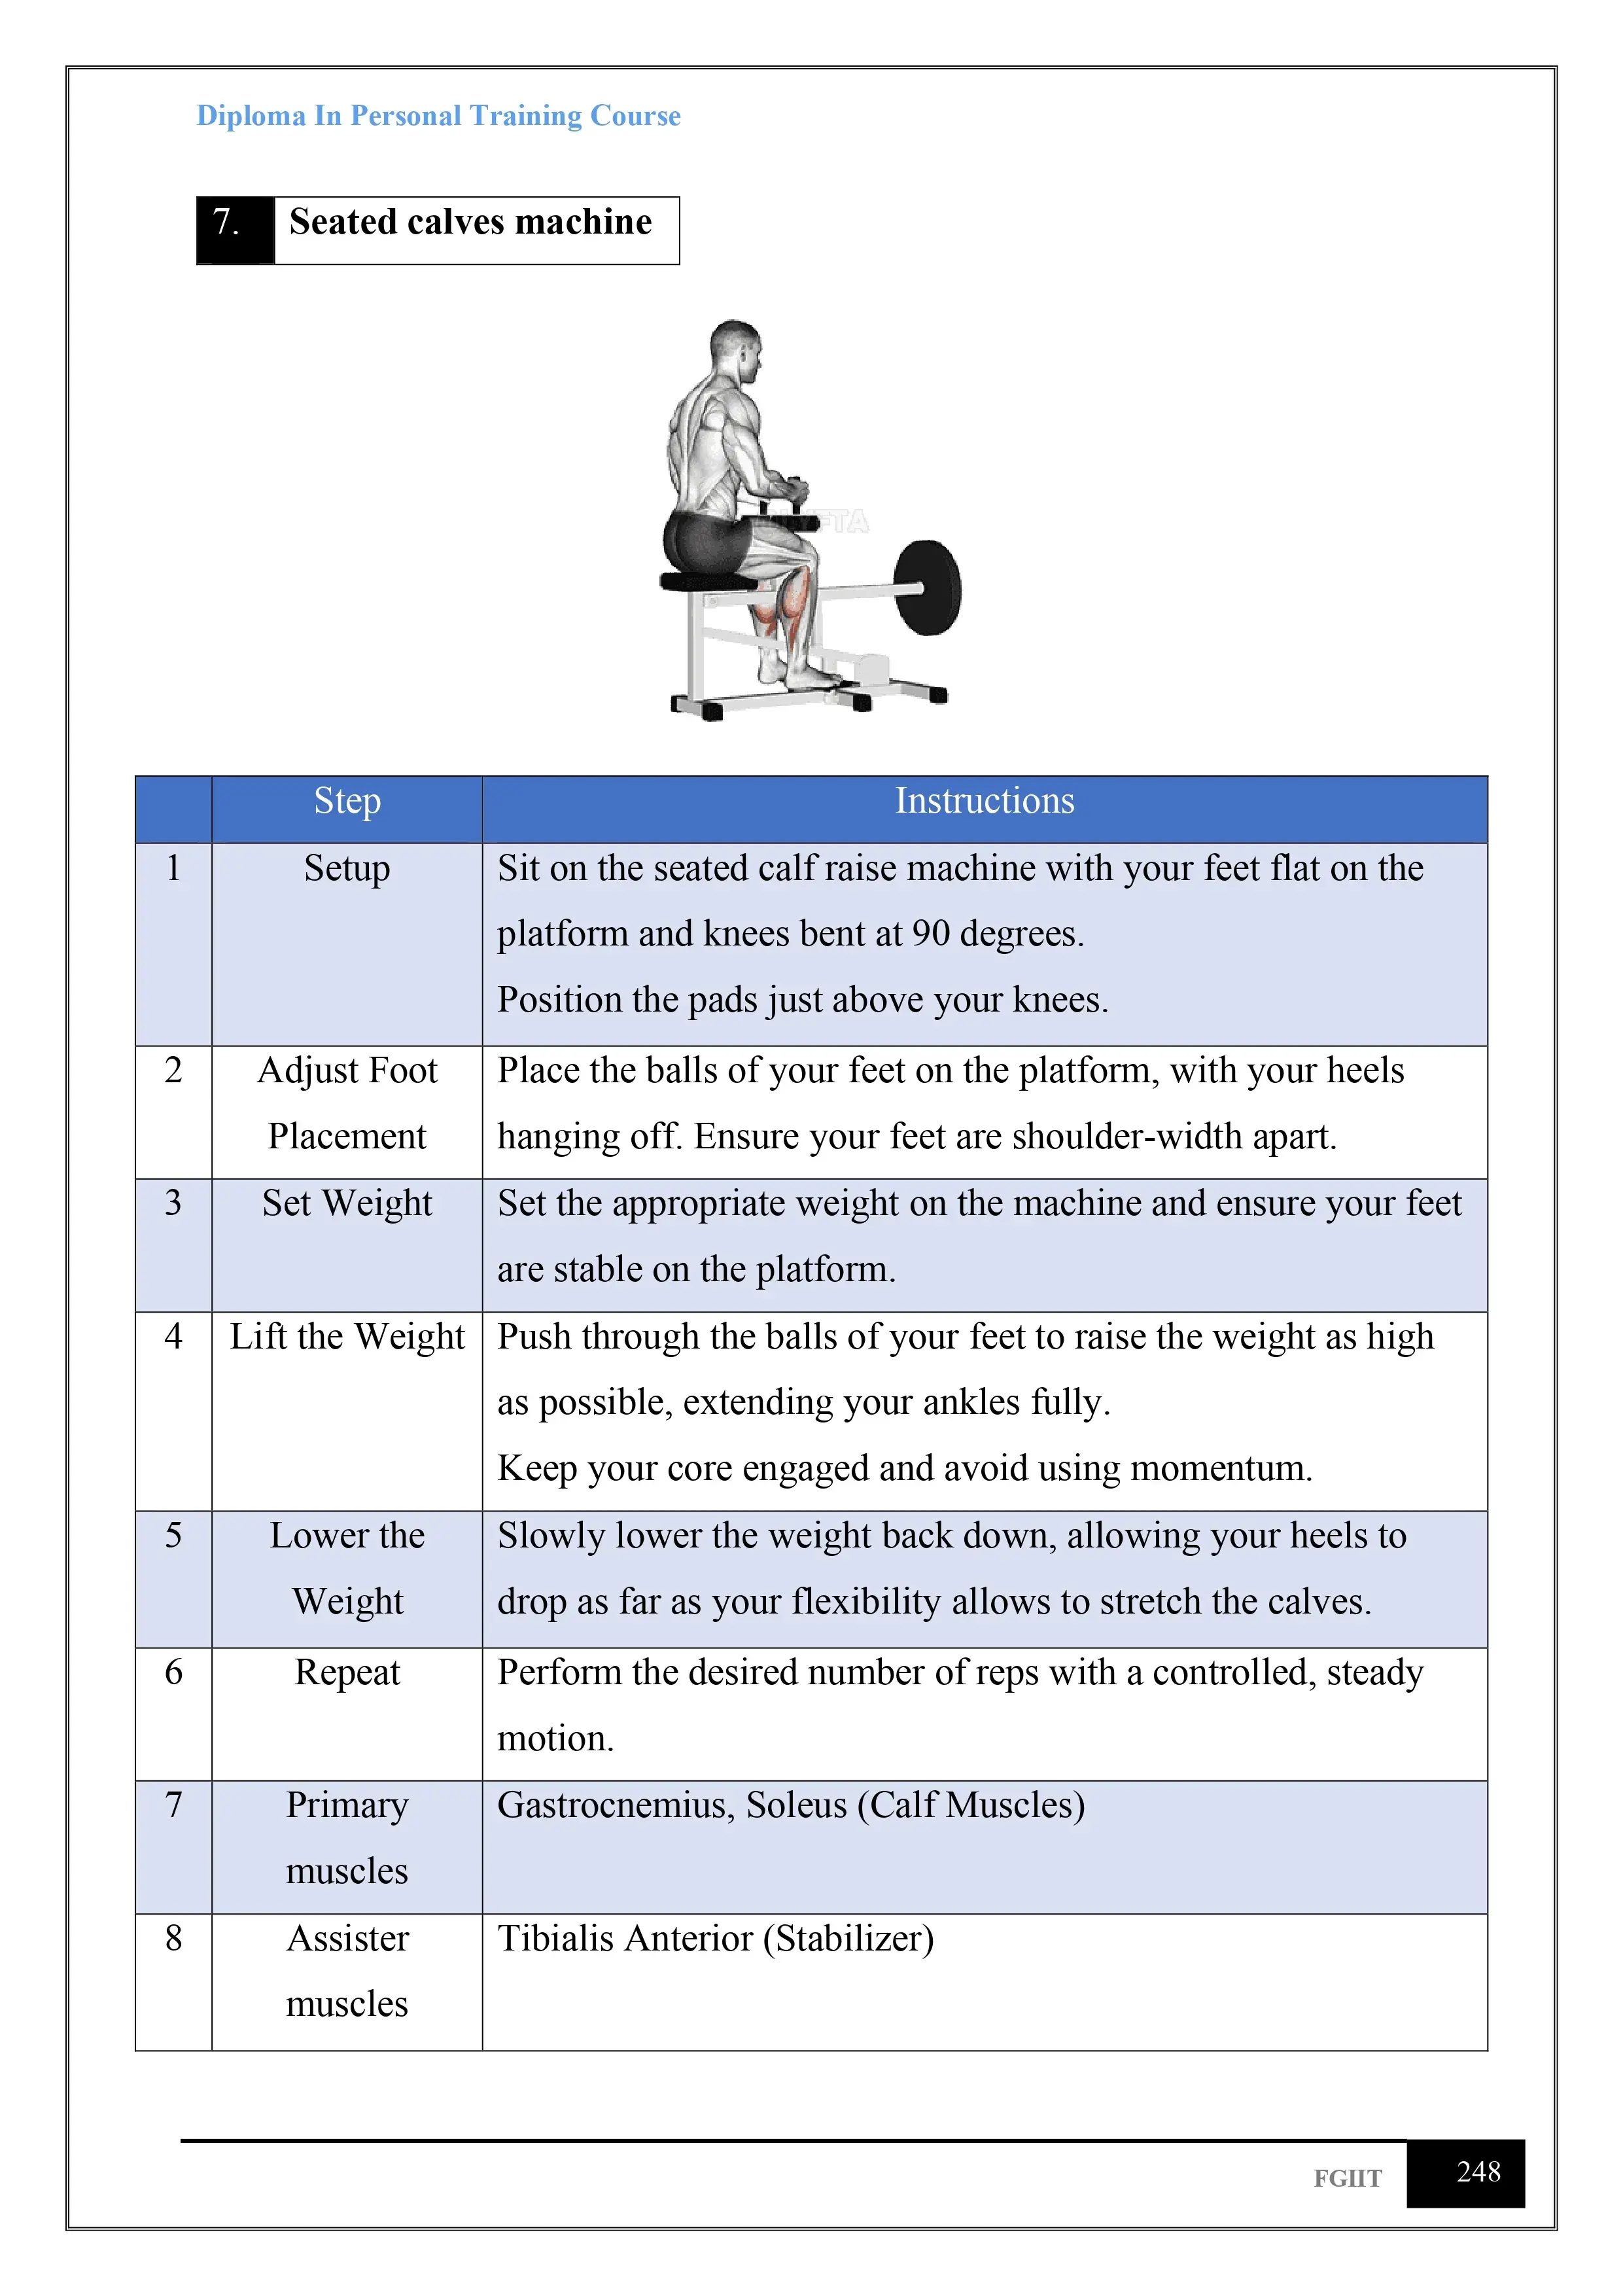 Diploma In Personal Training Course
7. Seated calves machine
Step Instructions
1 Setup Sit on the seated calf raise machine with your feet flat on the
platform and knees bent at 90 degrees.
Position the pads just above your knees.
2 Adjust Foot Place the balls of your feet on the platform, with your heels
Placement hanging off. Ensure your feet are shoulder-width apart.
3 Set Weight Set the appropriate weight on the machine and ensure your feet
are stable on the platform.
4 Lift the Weight Push through the balls of your feet to raise the weight as high
as possible, extending your ankles fully.
Keep your core engaged and avoid using momentum.
5 Lower the Slowly lower the weight back down, allowing your heels to
Weight drop as far as your flexibility allows to stretch the calves.
6 Repeat Perform the desired number of reps with a controlled, steady
motion.
7 Primary Gastrocnemius, Soleus (Calf Muscles)
muscles
8 Assister Tibialis Anterior (Stabilizer)
muscles
FGIIT 248